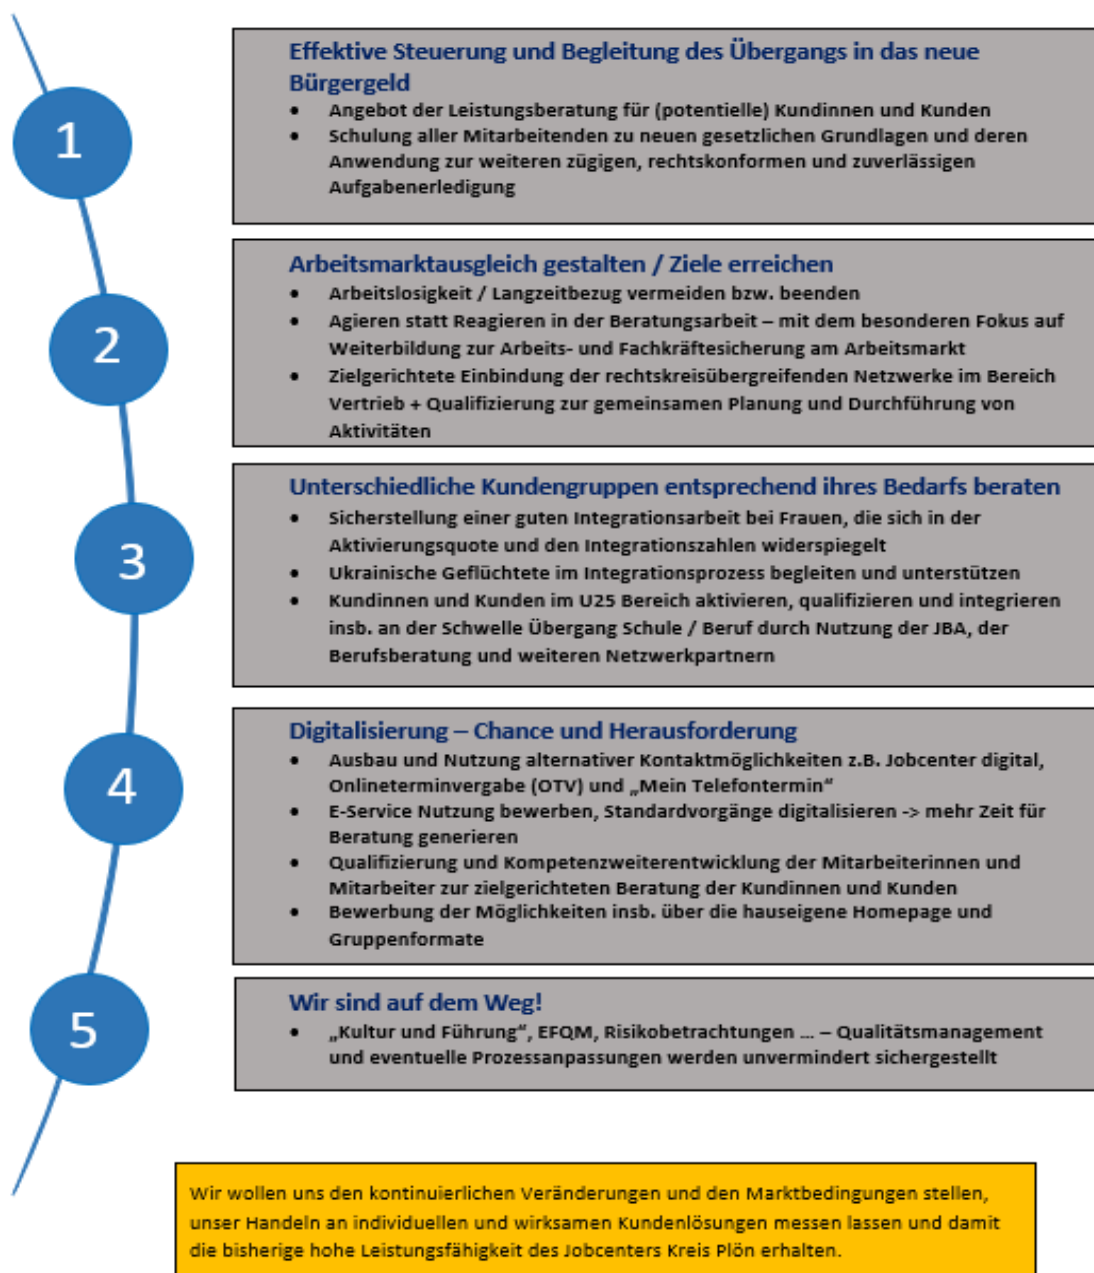 1
Effektive Steuerung und Begleitung des Übergangs in das neue
Bürgergeld
• Angebot der Leistungsberatung für (potentielle) Kundinnen und Kunden
• Schulung aller Mitarbeitenden zu neuen gesetzlichen Grundlagen und deren
Anwendung zur weiteren zügigen, rechtskonformen und zuverlässigen
Aufgabenerledigung
2
Arbeitsmarktausgleich gestalten / Ziele erreichen
• Arbeitslosigkeit / Langzeitbezug vermeiden bzw. beenden
• Agieren statt Reagieren in der Beratungsarbeit – mit dem besonderen Fokus auf
Weiterbildung zur Arbeits- und Fachkräftesicherung am Arbeitsmarkt
• Zielgerichtete Einbindung der rechtskreisübergreifenden Netzwerke im Bereich
Vertrieb + Qualifizierung zur gemeinsamen Planung und Durchführung von
Aktivitäten
3
Unterschiedliche Kundengruppen entsprechend ihres Bedarfs beraten
• Sicherstellung einer guten Integrationsarbeit bei Frauen, die sich in der
Aktivierungsquote und den Integrationszahlen widerspiegelt
• Ukrainische Geflüchtete im Integrationsprozess begleiten und unterstützen
• Kundinnen und Kunden im U25 Bereich aktivieren, qualifizieren und integrieren
insb. an der Schwelle Übergang Schule / Beruf durch Nutzung der JBA, der
Berufsberatung und weiteren Netzwerkpartnern
4
Digitalisierung – Chance und Herausforderung
• Ausbau und Nutzung alternativer Kontaktmöglichkeiten z.B. Jobcenter digital,
Onlineterminvergabe (OTV) und „Mein Telefontermin“
• E-Service Nutzung bewerben, Standardvorgänge digitalisieren -> mehr Zeit für
Beratung generieren
• Qualifizierung und Kompetenzweiterentwicklung der Mitarbeiterinnen und
Mitarbeiter zur zielgerichteten Beratung der Kundinnen und Kunden
• Bewerbung der Möglichkeiten insb. über die hauseigene Homepage und
Gruppenformate
5
Wir sind auf dem Weg!
• „Kultur und Führung“, EFQM, Risikobetrachtungen … – Qualitätsmanagement
und eventuelle Prozessanpassungen werden unvermindert sichergestellt
Wir wollen uns den kontinuierlichen Veränderungen und den Marktbedingungen stellen,
unser Handeln an individuellen und wirksamen Kundenlösungen messen lassen und damit
die bisherige hohe Leistungsfähigkeit des Jobcenters Kreis Plön erhalten.